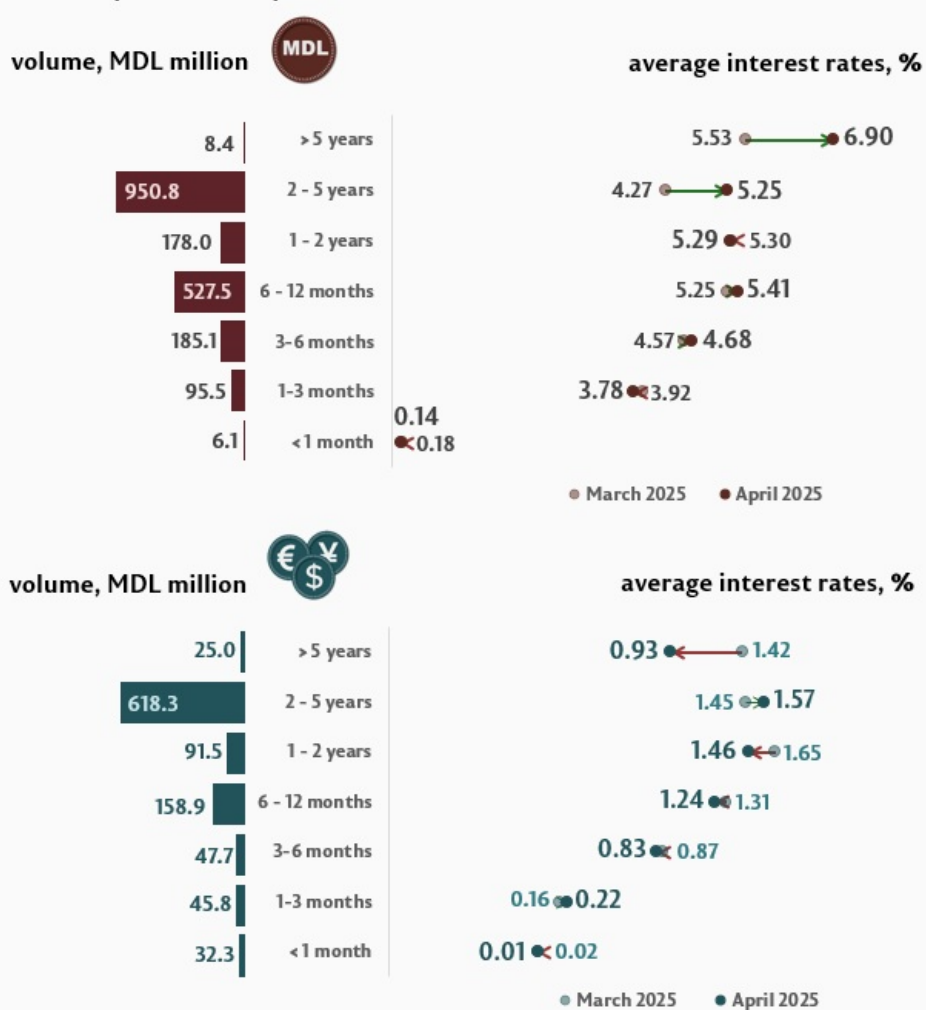 MDL
volume, MDL million average interest rates, %
8.4 >5 years 5.53 6.90
950.8 2 - 5 years 4.27 5.25
178.0 1 - 2 years 5.29 5.30
527.5 6 - 12 months 5.25 5.41
185.1 3-6 months 4.57 4.68
95.5 1-3 months 3.78 3.92
0.14
6.1 <1 month 0.18
March 2025 April 2025
€ ¥ $
volume, MDL million average interest rates, %
25.0 >5 years 0.93 1.42
618.3 2 - 5 years 1.45 1.57
91.5 1 - 2 years 1.46 1.65
158.9 6 - 12 months 1.24 1.31
47.7 3-6 months 0.83 0.87
45.8 1-3 months 0.16 0.22
32.3 <1 month 0.01 0.02
March 2025 April 2025